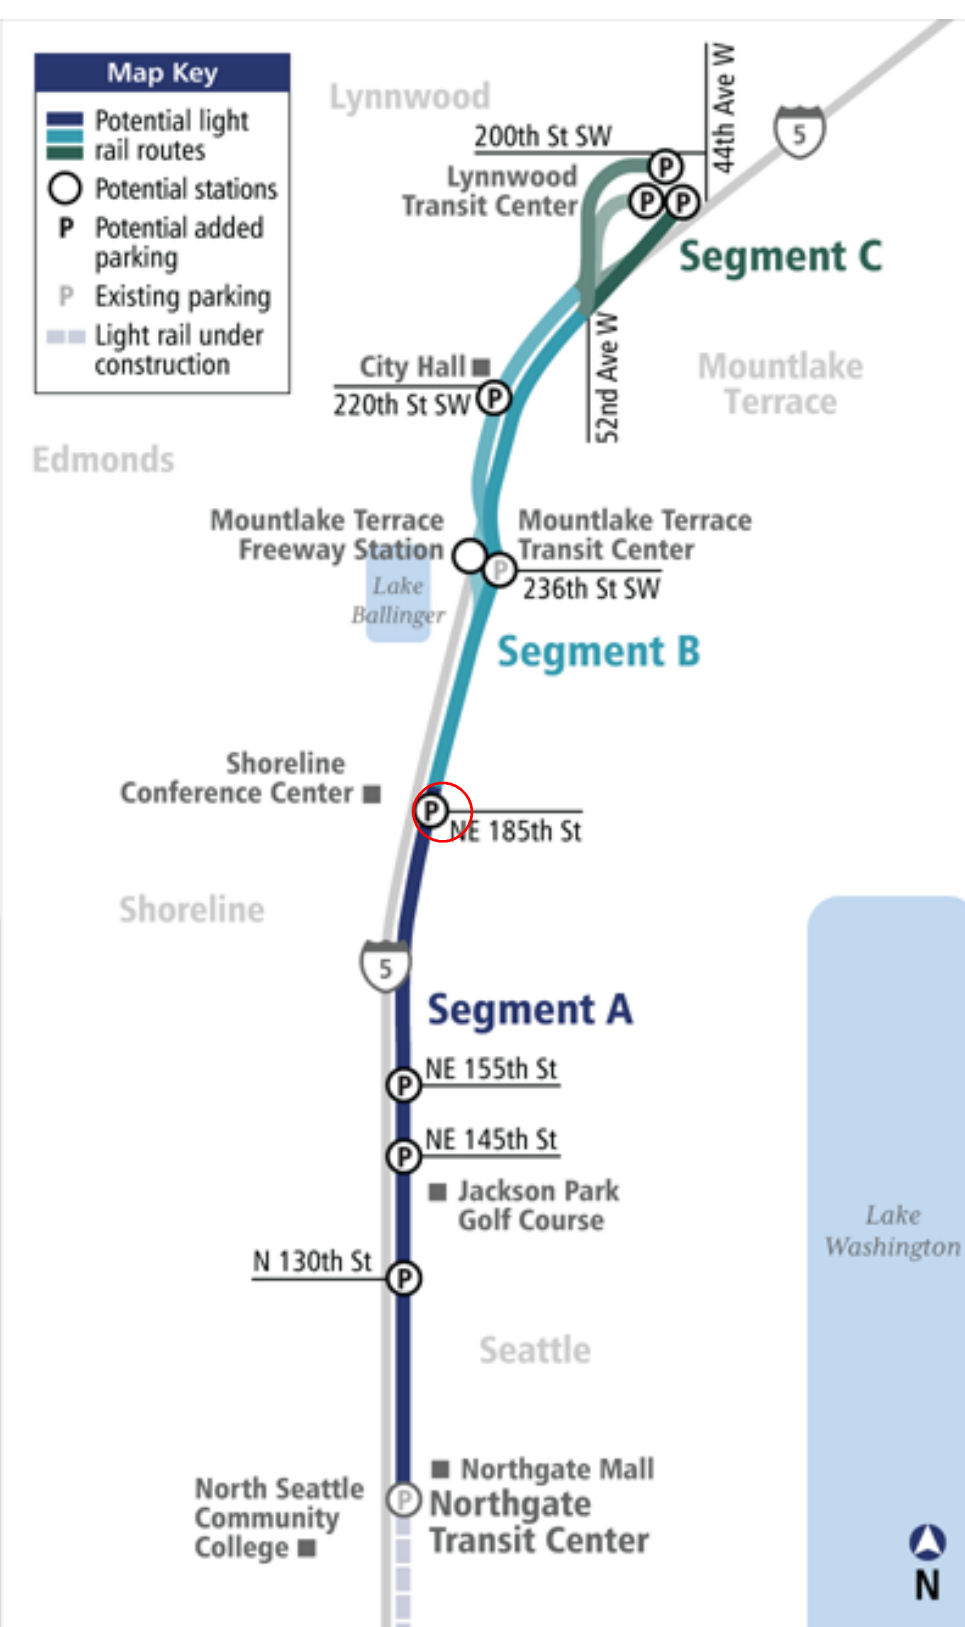 Map Key
Potential light
rail routes
Potential stations
P Potential added
parking
P Existing parking
Light rail under
construction
Lynnwood
200th St SW
44th Ave W
5
Lynnwood
Transit Center
P
P
P
Segment C
City Hall
220th St SW
P
52nd Ave W
Mountlake
Terrace
Edmonds
Mountlake Terrace
Freeway Station
Mountlake Terrace
Transit Center
P
236th St SW
Lake
Ballinger
Segment B
Shoreline
Conference Center
P
NE 185th St
Shoreline
5
Segment A
NE 155th St
P
NE 145th St
P
Jackson Park
Golf Course
N 130th St
P
Lake
Washington
Seattle
Northgate Mall
North Seattle
Community
College
P
Northgate
Transit Center
N